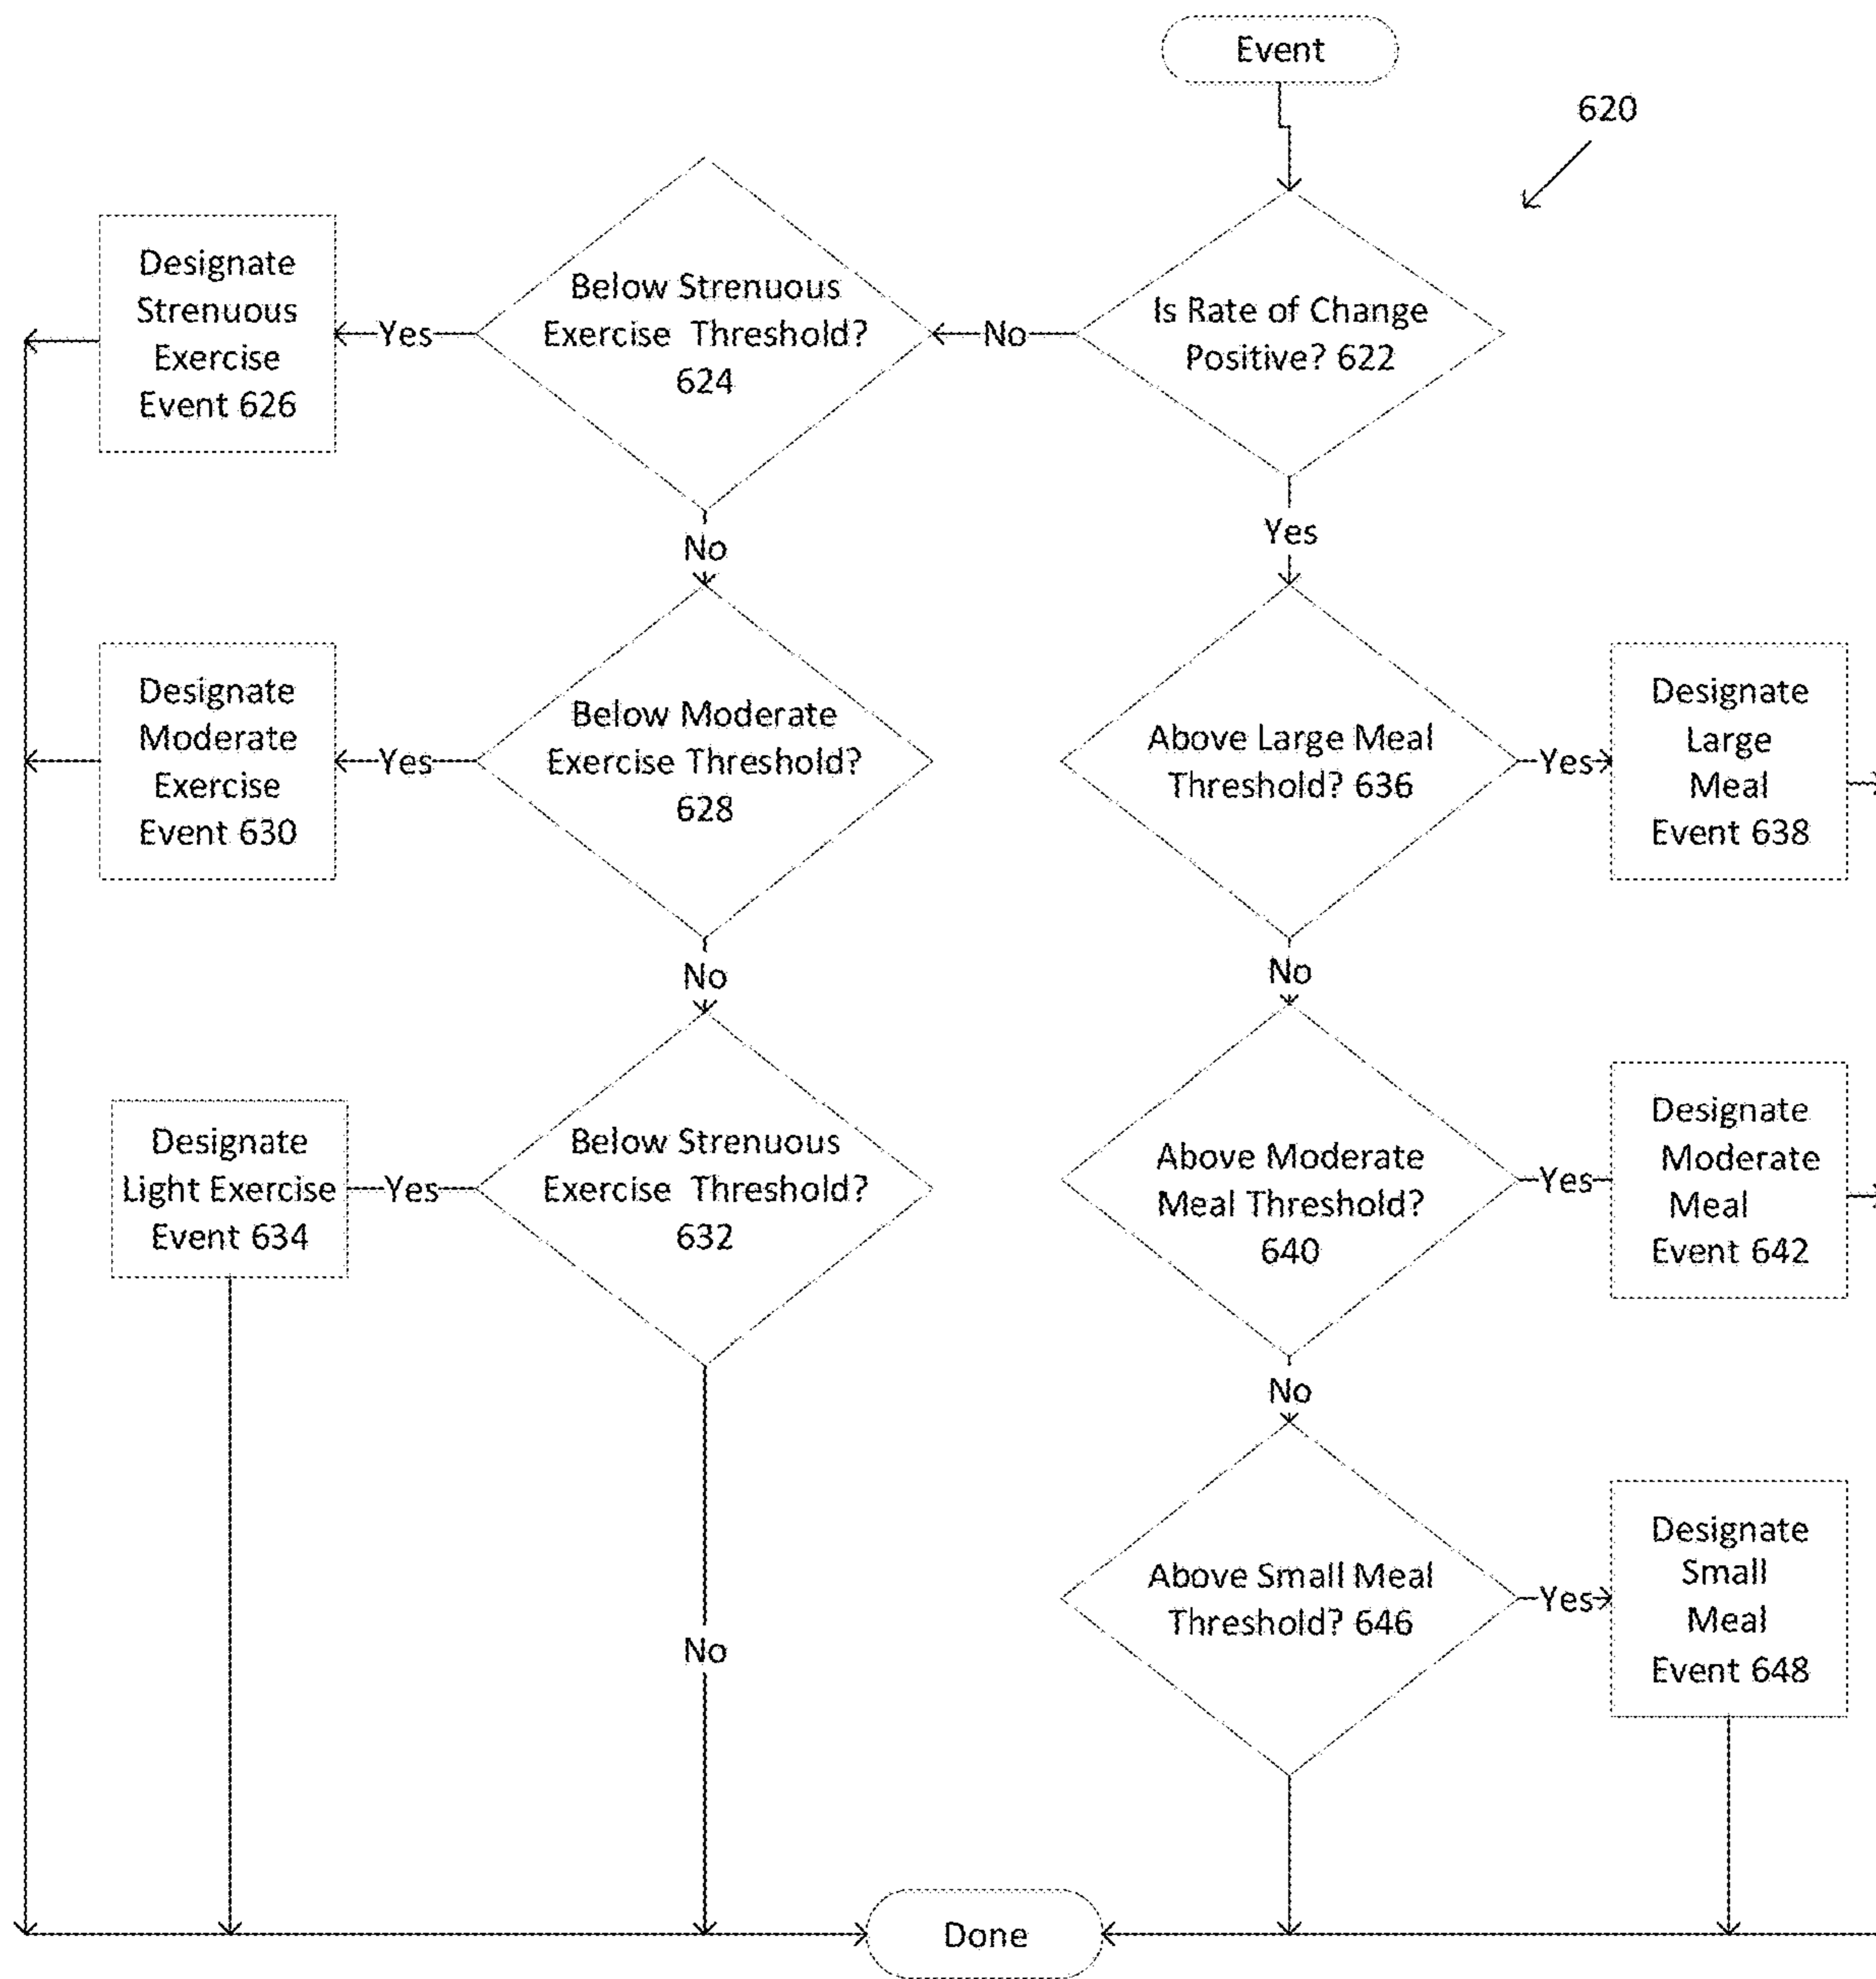 Event
620
Is Rate of Change
Positive? 622
No
Below Strenuous
Exercise Threshold?
624
Yes
Designate
Strenuous
Exercise
Event 626
No
Below Moderate
Exercise Threshold?
628
Yes
Designate
Moderate
Exercise
Event 630
No
Below Strenuous
Exercise Threshold?
632
Yes
Designate
Light Exercise
Event 634
No
Yes
Above Large Meal
Threshold? 636
Yes
Designate
Large
Meal
Event 638
No
Above Moderate
Meal Threshold?
640
Yes
Designate
Moderate
Meal
Event 642
No
Above Small Meal
Threshold? 646
Yes
Designate
Small
Meal
Event 648
Done